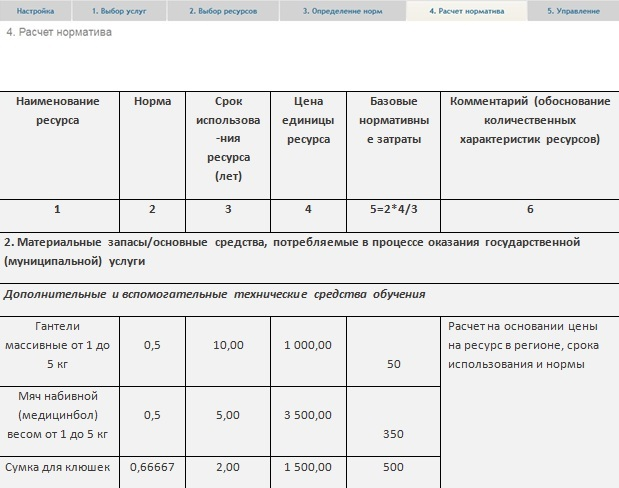 Настройка 1. Выбор услуг 2. Выбор ресурсов 3. Определение норм 4. Расчет норматива 5. Управление
4. Расчет норматива
Наименование ресурса
Норма
Срок использова-ния ресурса (лет)
Цена единицы ресурса
Базовые нормативные затраты
Комментарий (обоснование количественных характеристик ресурсов)
1 2 3 4 5=2*4/3 6
2. Материальные запасы/основные средства, потребляемые в процессе оказания государственной
(муниципальной) услуги
Дополнительные и вспомогательные технические средства обучения
Гантели
массивные от 1 до
5 кг
0,5 10,00 1 000,00 50
Расчет на основании цены
на ресурс в регионе, срока
использования и нормы
Мяч набивной
(медицинбол)
весом от 1 до 5 кг
0,5 5,00 3 500,00 350
Сумка для клюшек 0,66667 2,00 1 500,00 500